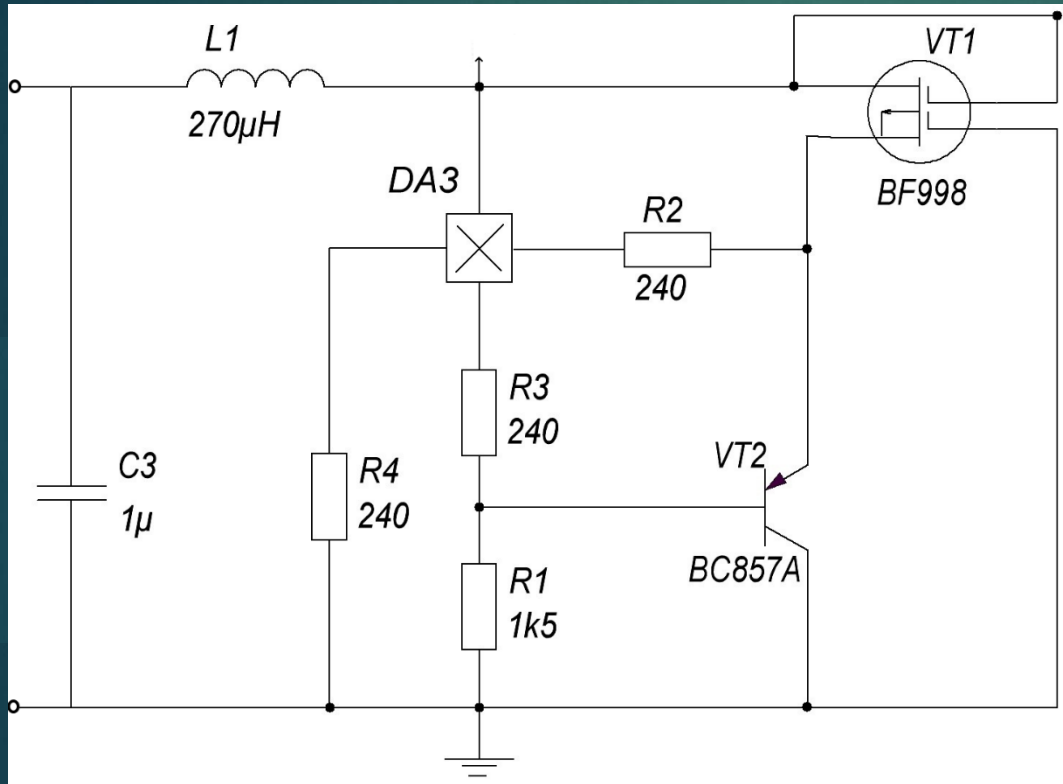 L1
270µH
VT1
BF998
DA3
R2
240
R3
240
C3
1µ
R4
240
VT2
BC857A
R1
1k5